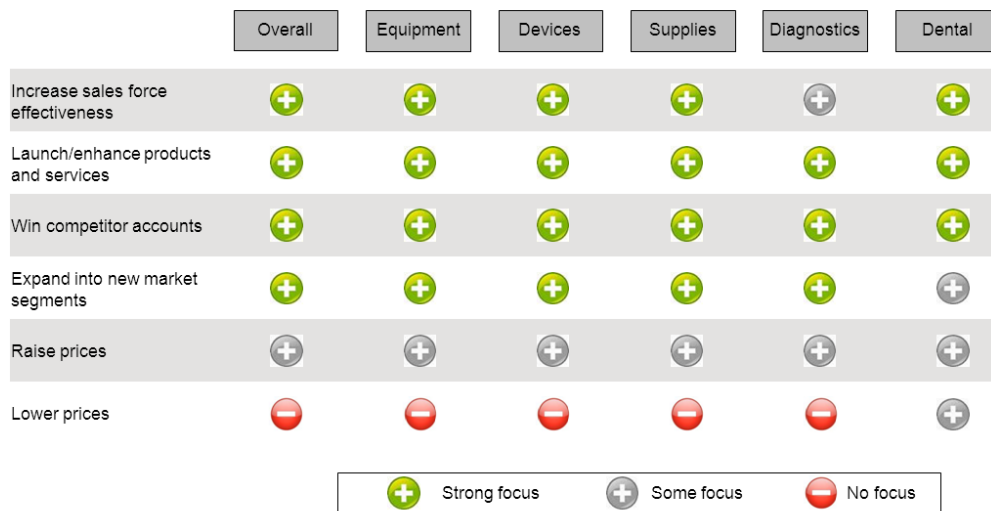 Overall
Equipment
Devices
Supplies
Diagnostics
Dental
Increase sales force
effectiveness
Launch/enhance products
and services
Win competitor accounts
Expand into new market
segments
Raise prices
Lower prices
Strong focus
Some focus
No focus